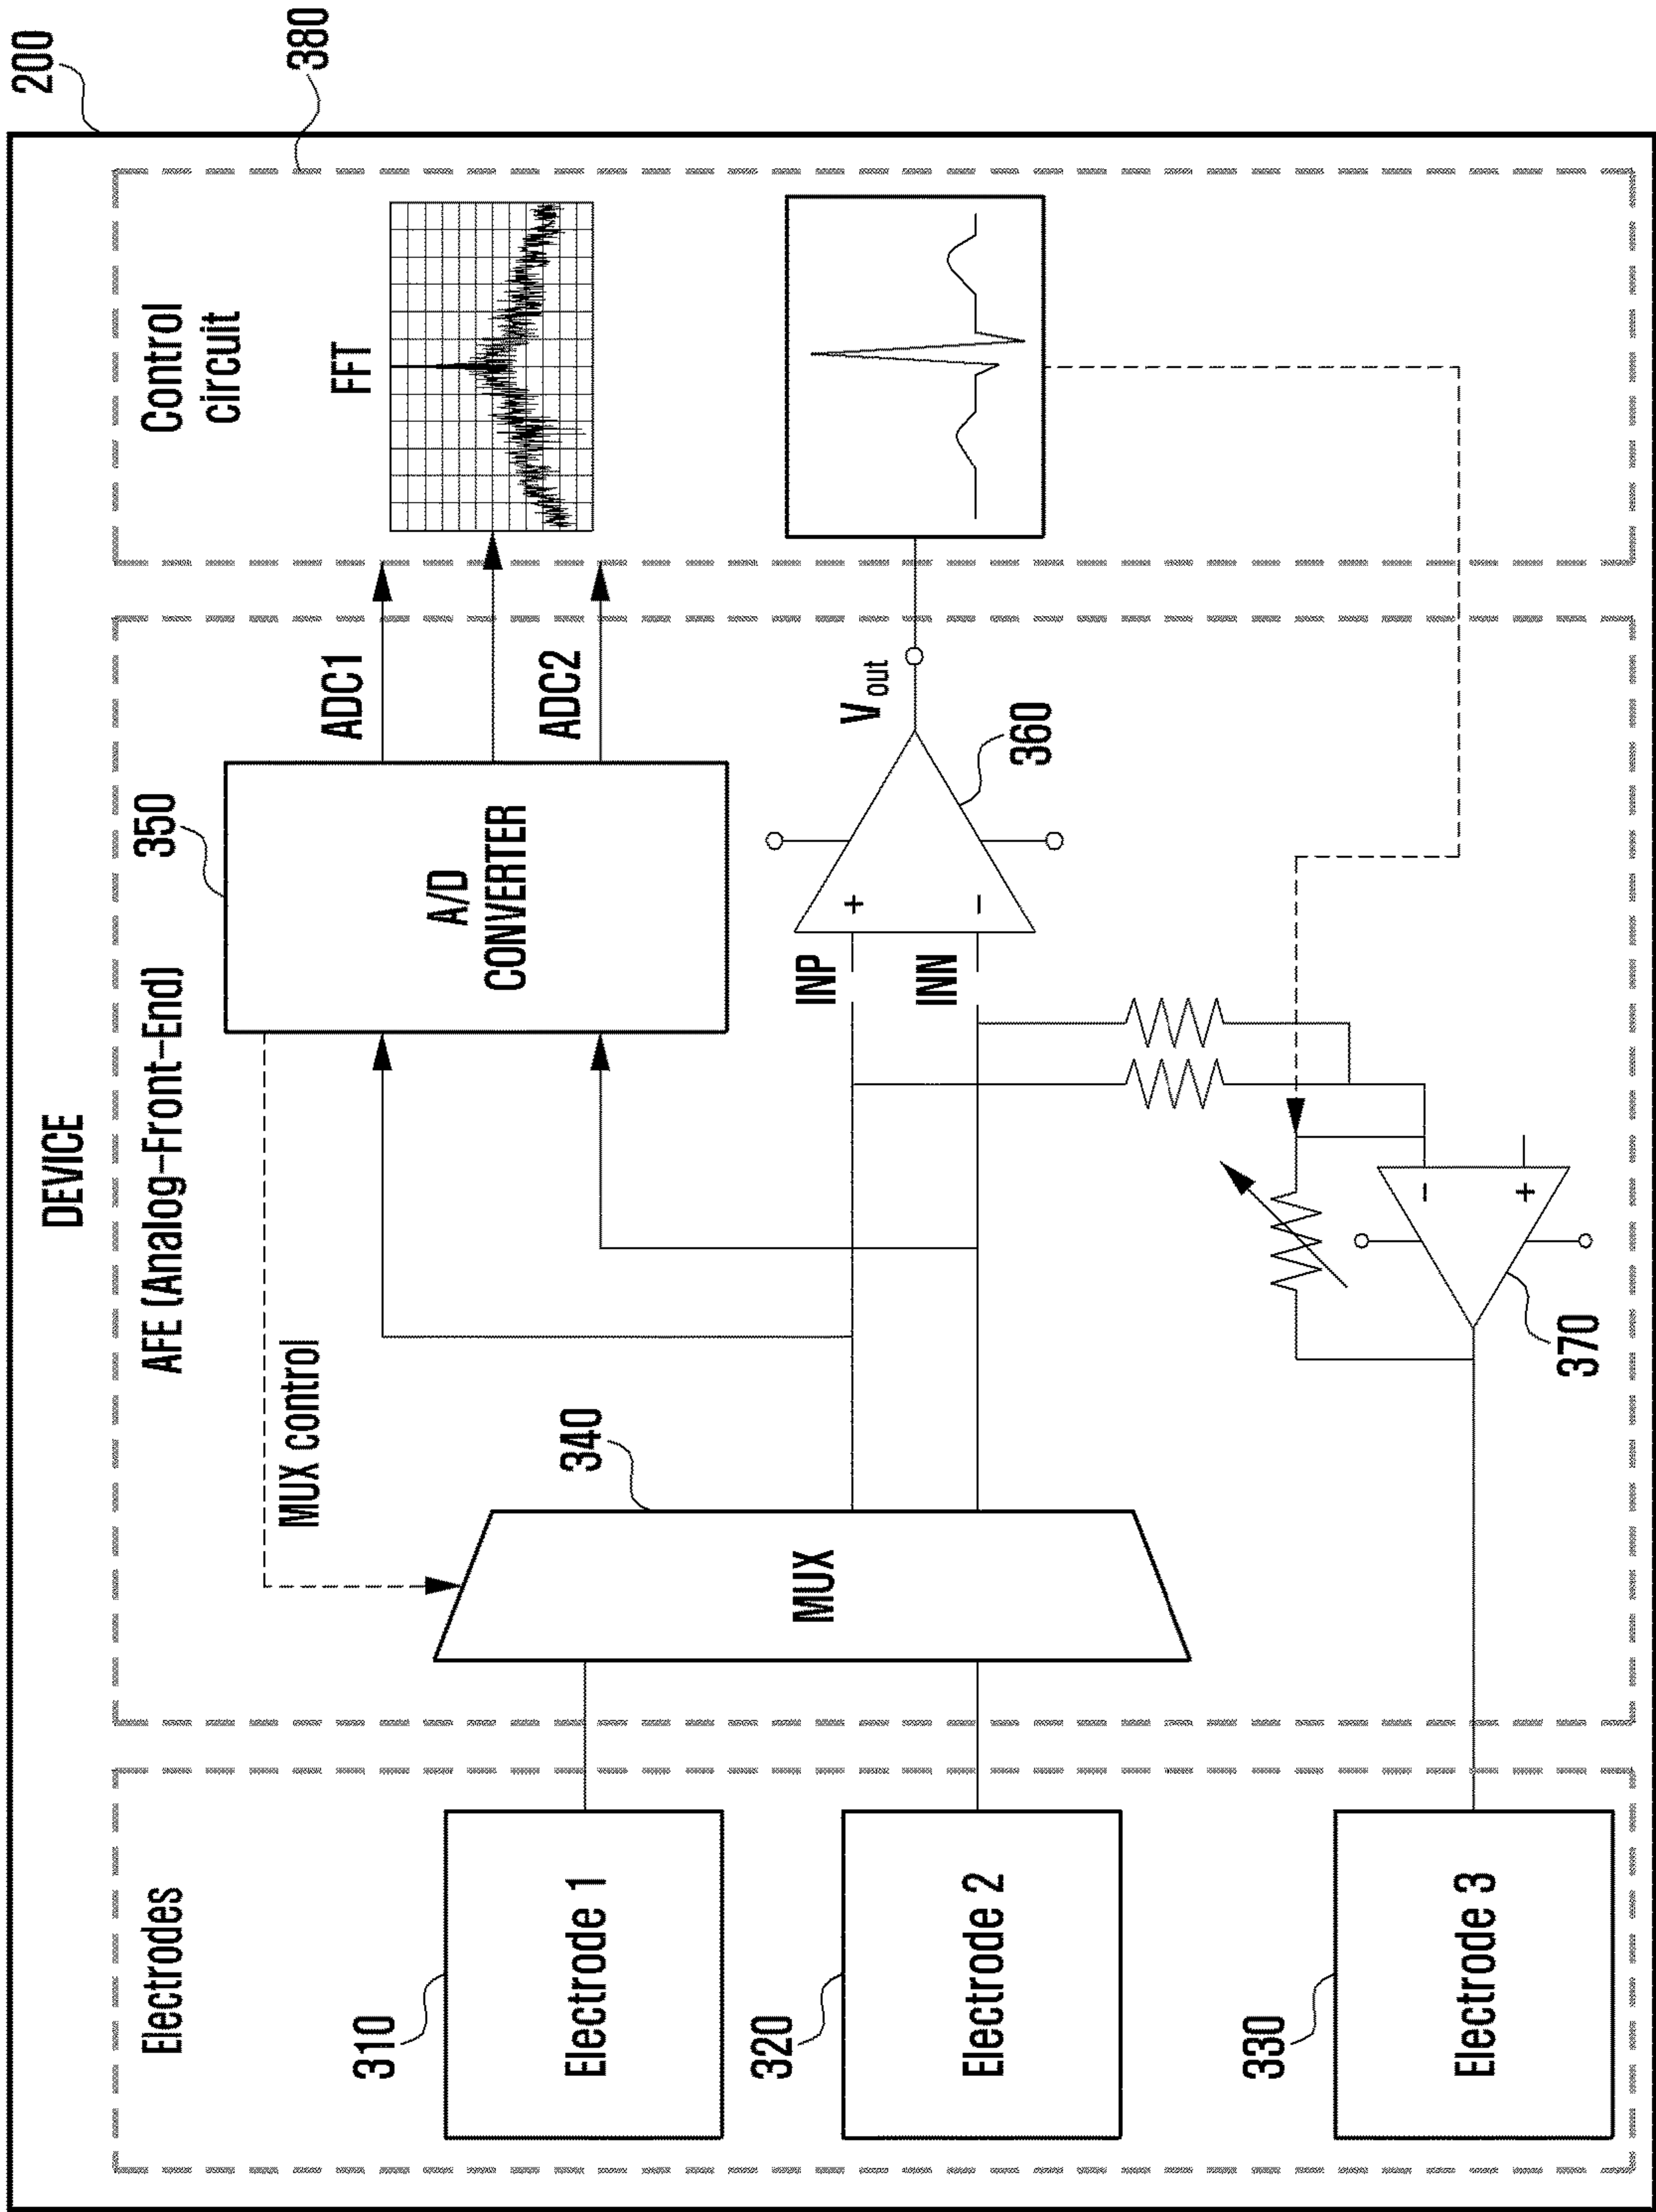 200
DEVICE
380
Electrodes
AFE (Analog-Front-End)
Control
circuit
350
MUX control
A/D
CONVERTER
ADC1
ADC2
FFT
310
Electrode 1
340
MUX
320
Electrode 2
INP
INN
+
-
Vout
360
330
Electrode 3
370
-
+